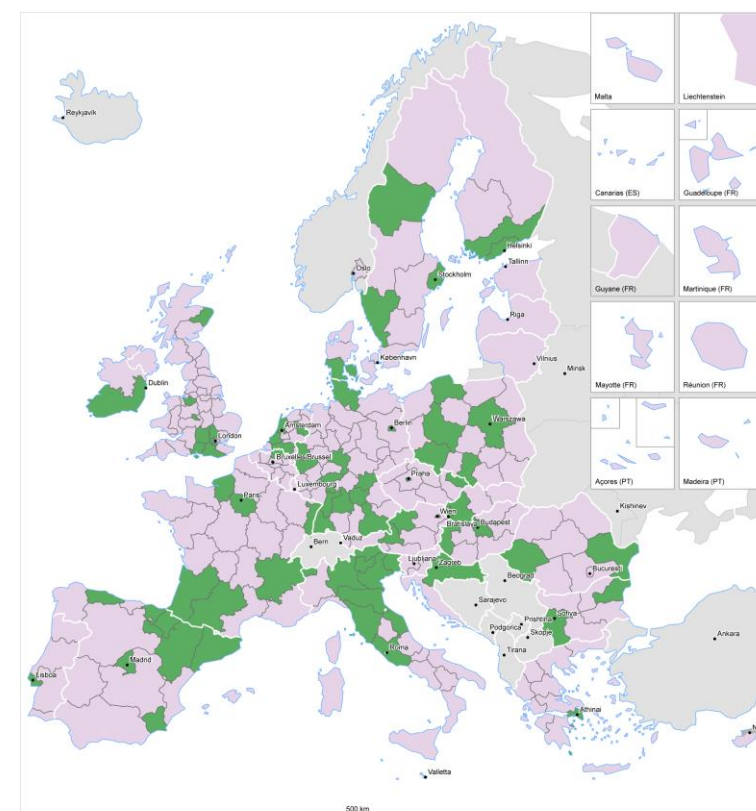 Malta
Liechtenstein
Reykjavik
Canarias (ES)
Guadeloupe (FR)
Guyane (FR)
Martinique (FR)
Oslo
Helsinki
Tallinn
Stockholm
Riga
Mayotte (FR)
Réunion (FR)
København
Vilnius
Minsk
Dublin
Açores (PT)
Madeira (PT)
London
Amsterdam
Berlin
Warszawa
Bruxelles/Brussel
Luxembourg
Praha
Paris
Kishinev
Wien
Bratislava
Budapest
Bern
Vaduz
Ljubljana
Zagreb
Beograd
Bucuresti
Sarajevo
Prishtina
Sofiya
Podgorica
Skopje
Roma
Tirana
Ankara
Madrid
Lisboa
Athinai
N
Valletta
500 km